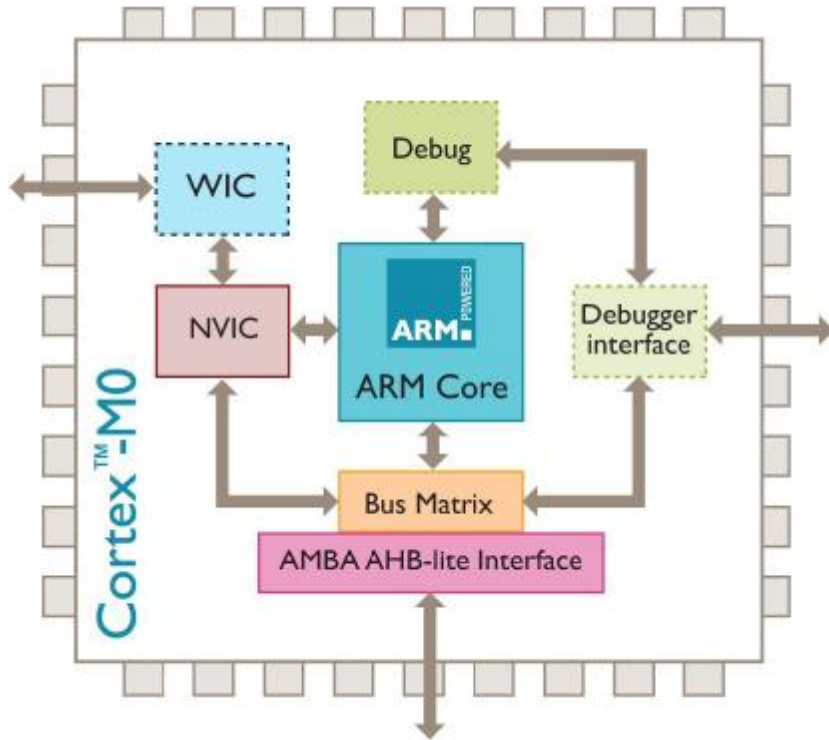 WIC
Debug
NVIC
ARM
POWERED
ARM Core
Debugger
interface
Bus Matrix
AMBA AHB-lite Interface
Cortex™-M0